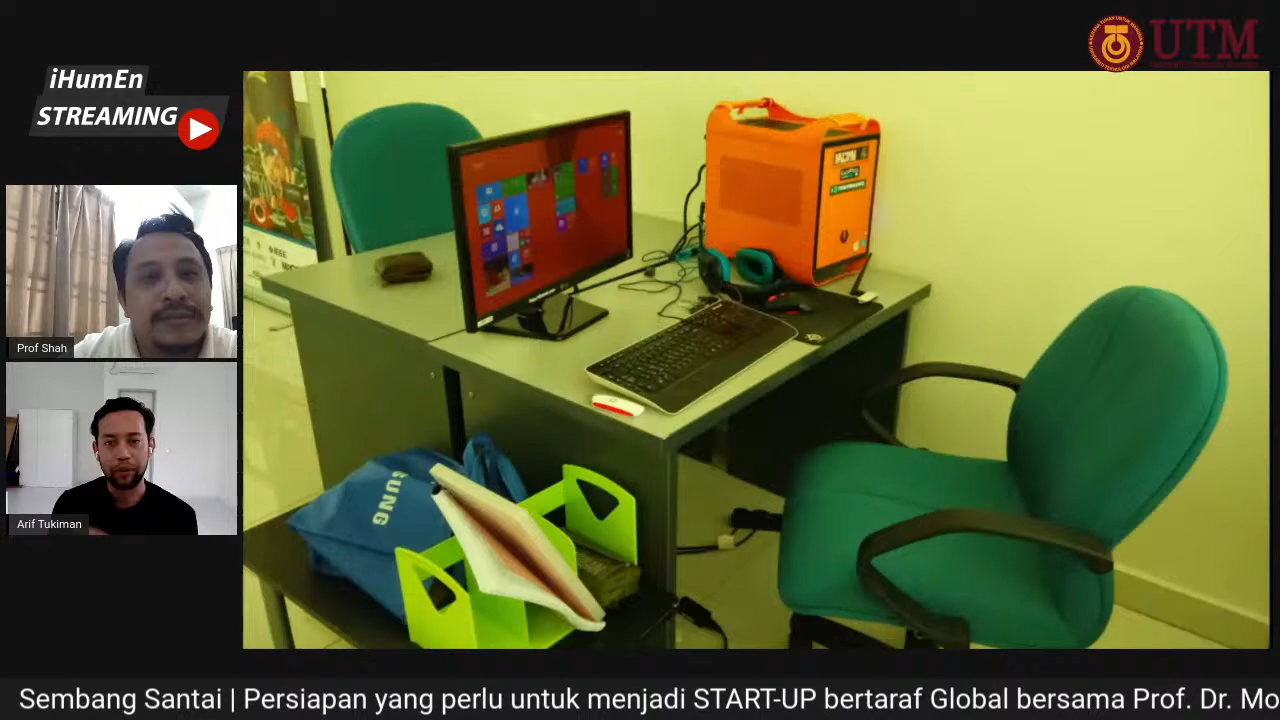 UTM
iHumEn
STREAMING
Prof Shah
Arif Tukiman
GUNG
Sembang Santai | Persiapan yang perlu untuk menjadi START-UP bertaraf Global bersama Prof. Dr. Mo